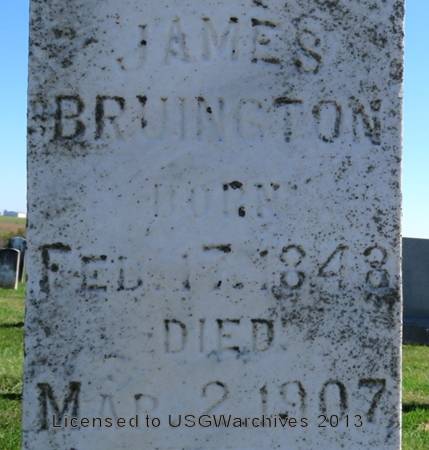 JAMES
BRUINGTON
BORN
FEB. 17, 1848
DIED
MAR. 2, 1907
Licensed to USGWarchives 2013